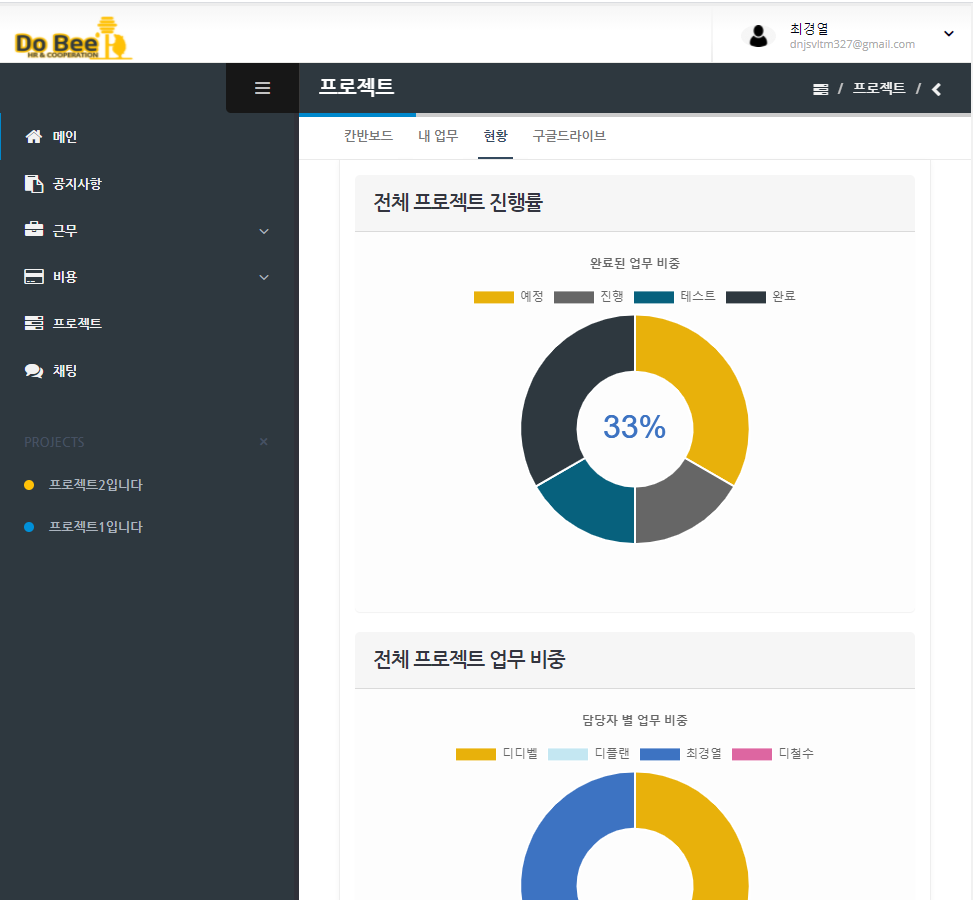 Do Bee
HR & COOPERATION
최경열
dnjsvltm327@gmail.com
프로젝트
/ 프로젝트 /
메인
공지사항
근무
비용
프로젝트
채팅
PROJECTS ×
프로젝트2입니다
프로젝트1입니다
칸반보드 내 업무 현황 구글드라이브
전체 프로젝트 진행률
완료된 업무 비중
예정 진행 테스트 완료
33%
전체 프로젝트 업무 비중
담당자 별 업무 비중
디디벨 디플랜 최경열 디철수